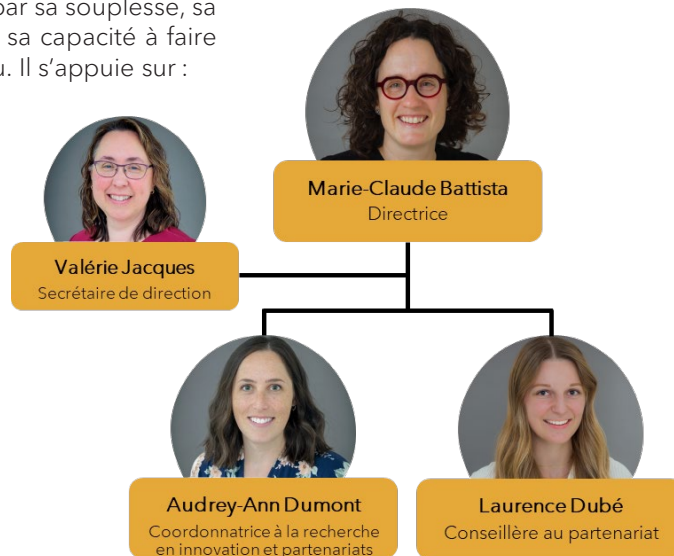 par sa souplesse, sa
sa capacité à faire
u. Il s’appuie sur :
Marie-Claude Battista
Directrice
Valérie Jacques
Secrétaire de direction
Audrey-Ann Dumont
Coordonnatrice à la recherche
en innovation et partenariats
Laurence Dubé
Conseillère au partenariat